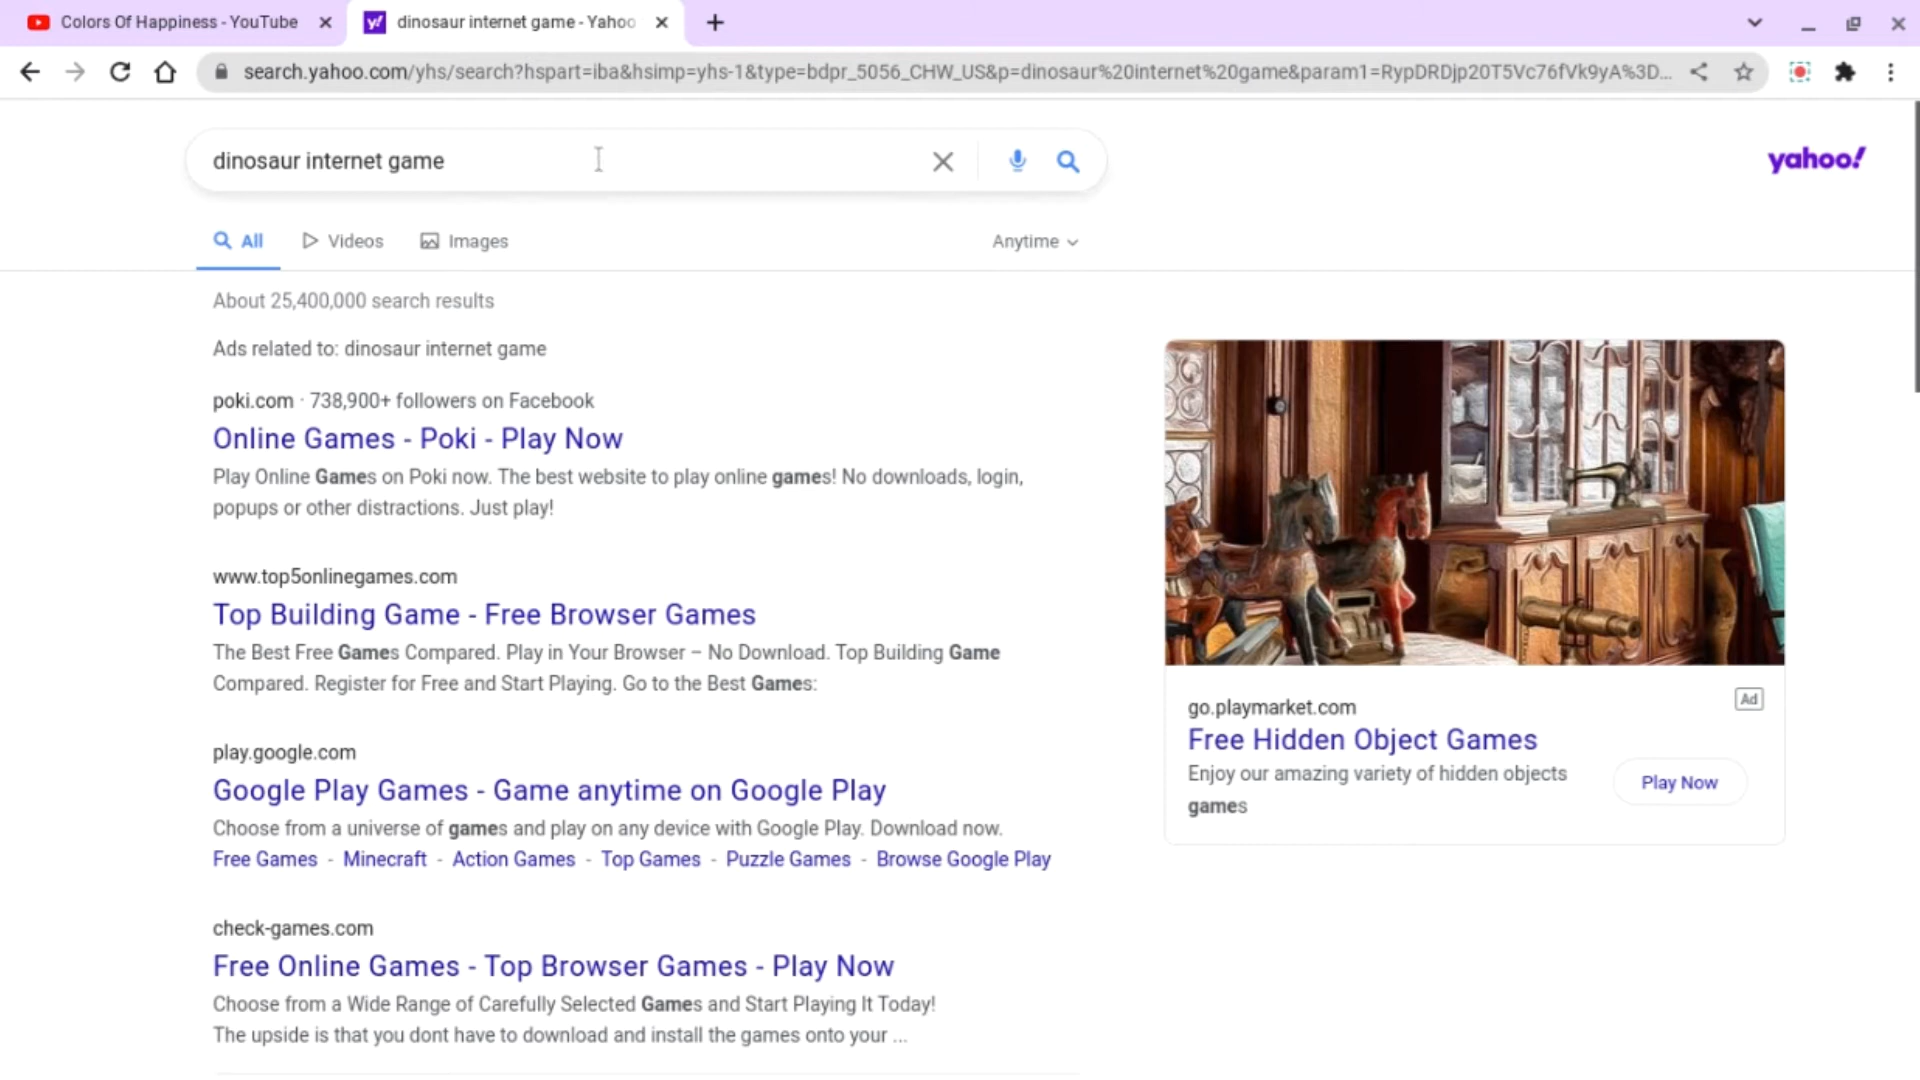 Colors Of Happiness - YouTube
dinosaur internet game - Yahoo
search.yahoo.com/yhs/search?hspart=iba&hsimp=yhs-1&type=bdpr_5056_CHW_US&p=dinosaur%20internet%20game&param1=RypDRDjp20T5Vc76fVk9yA%3D...
dinosaur internet game
yahoo!
All
Videos
Images
Anytime
About 25,400,000 search results
Ads related to: dinosaur internet game
poki.com · 738,900+ followers on Facebook
Online Games - Poki - Play Now
Play Online Games on Poki now. The best website to play online games! No downloads, login,
popups or other distractions. Just play!
www.top5onlinegames.com
Top Building Game - Free Browser Games
The Best Free Games Compared. Play in Your Browser – No Download. Top Building Game
Compared. Register for Free and Start Playing. Go to the Best Games:
play.google.com
Google Play Games - Game anytime on Google Play
Choose from a universe of games and play on any device with Google Play. Download now.
Free Games - Minecraft - Action Games - Top Games - Puzzle Games - Browse Google Play
check-games.com
Free Online Games - Top Browser Games - Play Now
Choose from a Wide Range of Carefully Selected Games and Start Playing It Today!
The upside is that you dont have to download and install the games onto your ...
Ad
go.playmarket.com
Free Hidden Object Games
Enjoy our amazing variety of hidden objects
games
Play Now